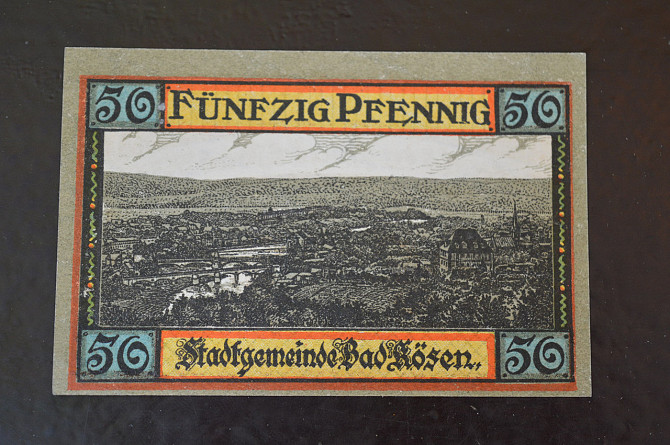 50 FÜNFZIG PFENNIG 50
50 Stadtgemeinde Bad Kösen. 50